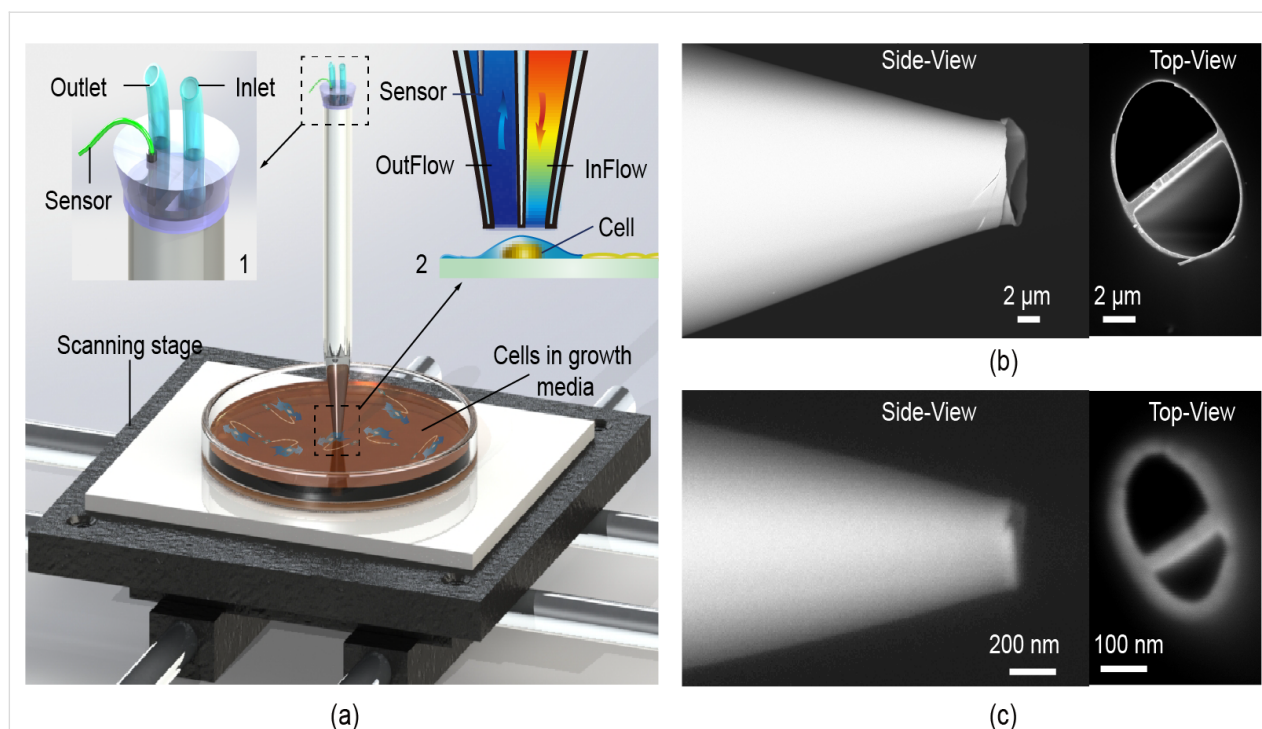 Outlet
Inlet
Sensor
1
Sensor
OutFlow
InFlow
Cell
2
Scanning stage
Cells in growth
media
(a)
Side-View
Top-View
2 µm
2 µm
(b)
Side-View
Top-View
200 nm
100 nm
(c)